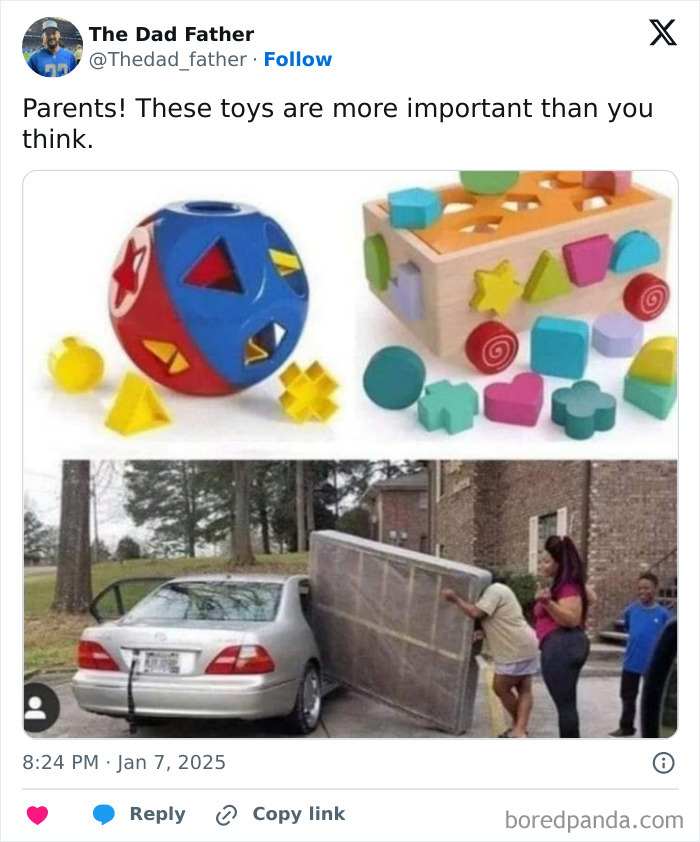 The Dad Father
@Thedad_father · Follow
Parents! These toys are more important than you
think.
8:24 PM · Jan 7, 2025
Reply
Copy link
boredpanda.com